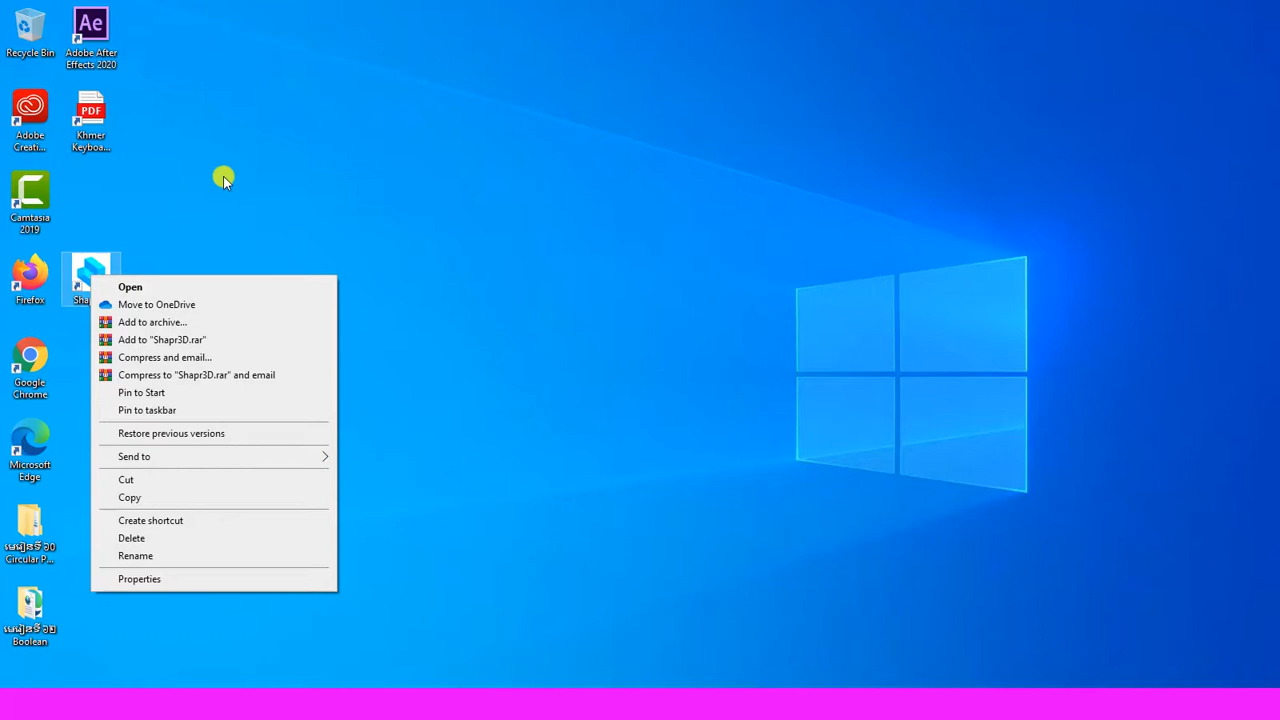 Recycle Bin
Adobe After
Effects 2020
Adobe
Creati...
PDF
Khmer
Keyboa...
Camtasia
2019
Firefox
Google
Chrome
Microsoft
Edge
Circular P...
Boolean
Open
Move to OneDrive
Add to archive...
Add to "Shapr3D.rar"
Compress and email...
Compress to "Shapr3D.rar" and email
Pin to Start
Pin to taskbar
Restore previous versions
Send to
Cut
Copy
Create shortcut
Delete
Rename
Properties